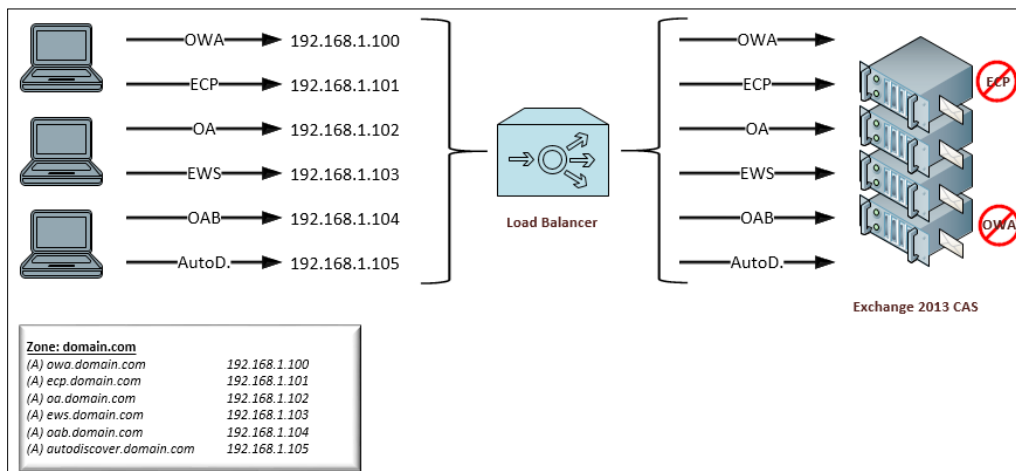 OWA 192.168.1.100
ECP 192.168.1.101
OA 192.168.1.102
EWS 192.168.1.103
OAB 192.168.1.104
AutoD. 192.168.1.105
Load Balancer
OWA
ECP
OA
EWS
OAB
AutoD.
ECP
OWA
Exchange 2013 CAS
Zone: domain.com
(A) owa.domain.com 192.168.1.100
(A) ecp.domain.com 192.168.1.101
(A) oa.domain.com 192.168.1.102
(A) ews.domain.com 192.168.1.103
(A) oab.domain.com 192.168.1.104
(A) autodiscover.domain.com 192.168.1.105